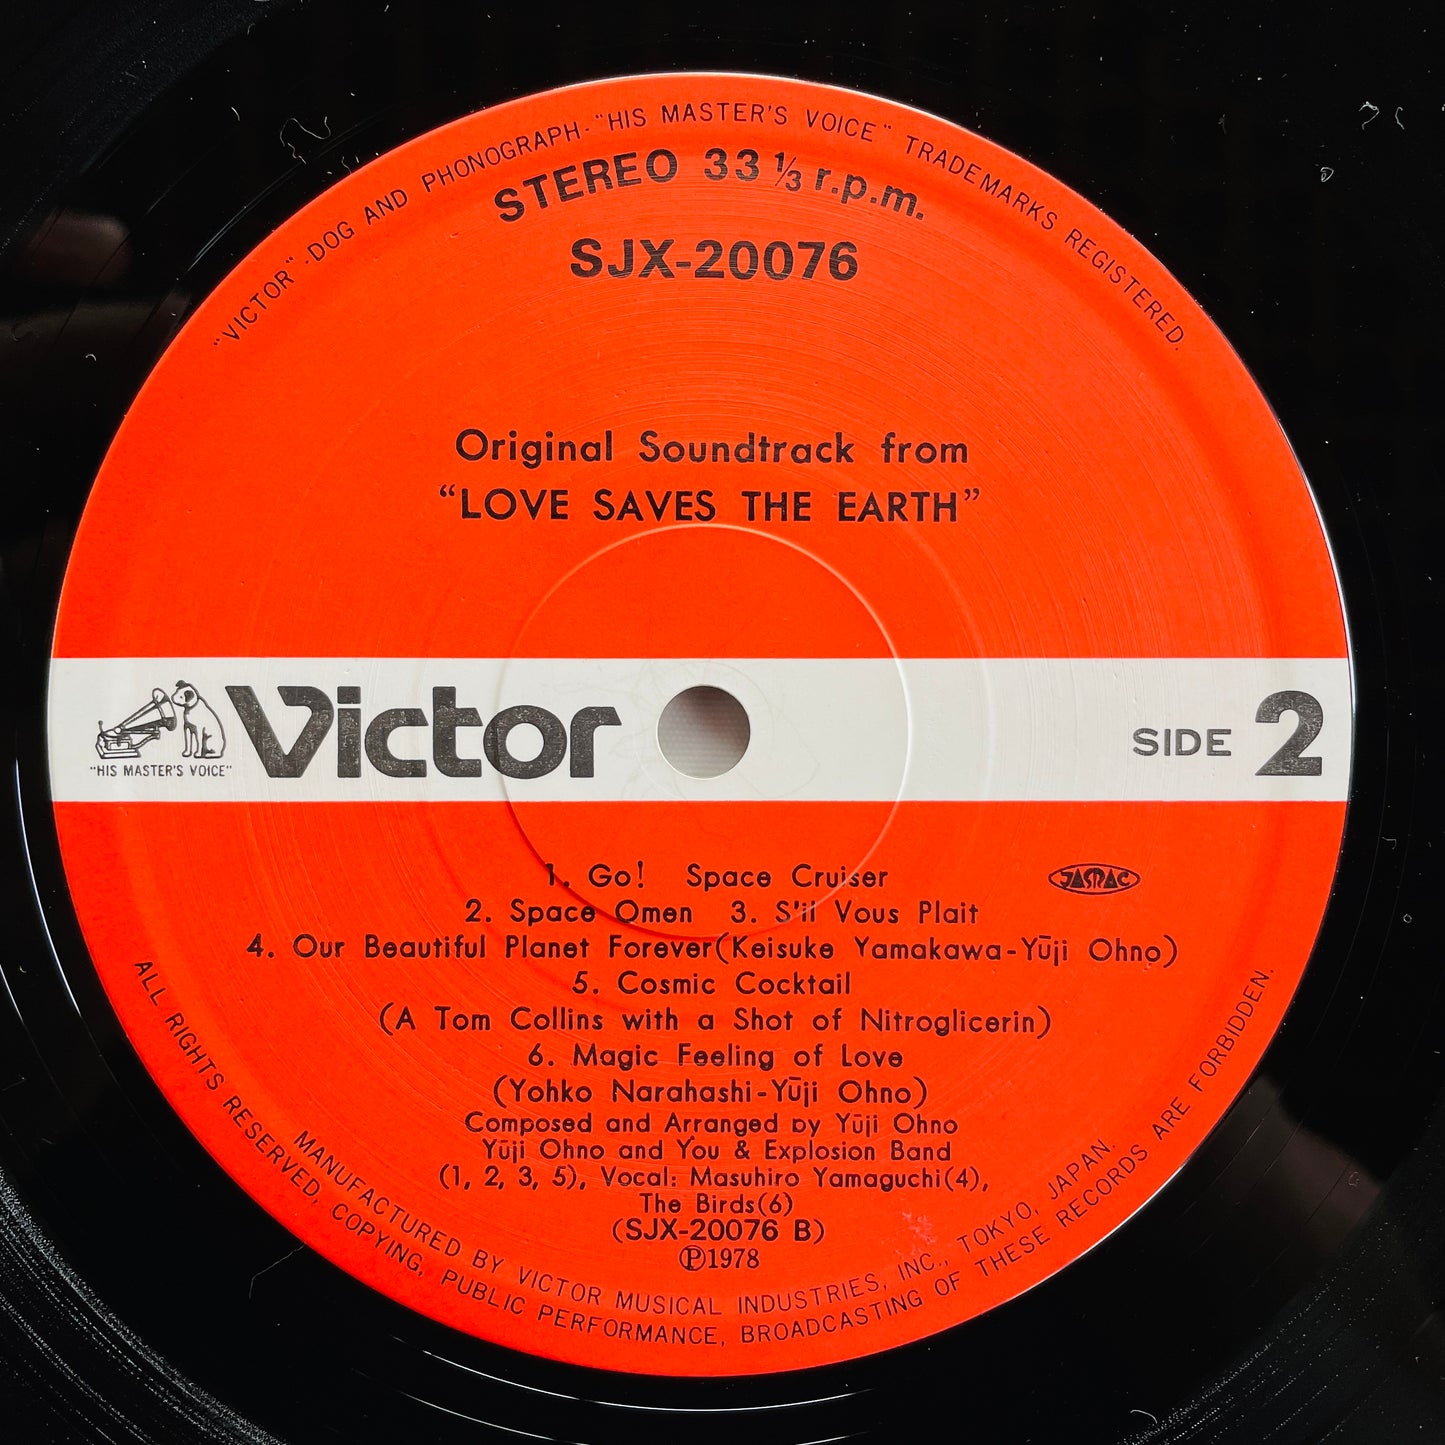 "VICTOR"-DOG AND PHONOGRAPH-"HIS MASTER'S VOICE" TRADEMARKS REGISTERED.
STEREO 33 1/3 r.p.m.
SJX-20076
Original Soundtrack from
"LOVE SAVES THE EARTH"
"HIS MASTER'S VOICE"
Victor
SIDE 2
1. Go! Space Cruiser
JASRAC
2. Space Omen 3. S'il Vous Plait
4. Our Beautiful Planet Forever(Keisuke Yamakawa-Yūji Ohno)
5. Cosmic Cocktail
(A Tom Collins with a Shot of Nitroglicerin)
6. Magic Feeling of Love
(Yohko Narahashi-Yūji Ohno)
Composed and Arranged by Yūji Ohno
Yūji Ohno and You & Explosion Band
(1, 2, 3, 5), Vocal: Masuhiro Yamaguchi(4),
The Birds(6)
(SJX-20076 B)
Ⓟ1978
MANUFACTURED BY VICTOR MUSICAL INDUSTRIES, INC., TOKYO, JAPAN.
ALL RIGHTS RESERVED, COPYING, PUBLIC PERFORMANCE, BROADCASTING OF THESE RECORDS ARE FORBIDDEN.